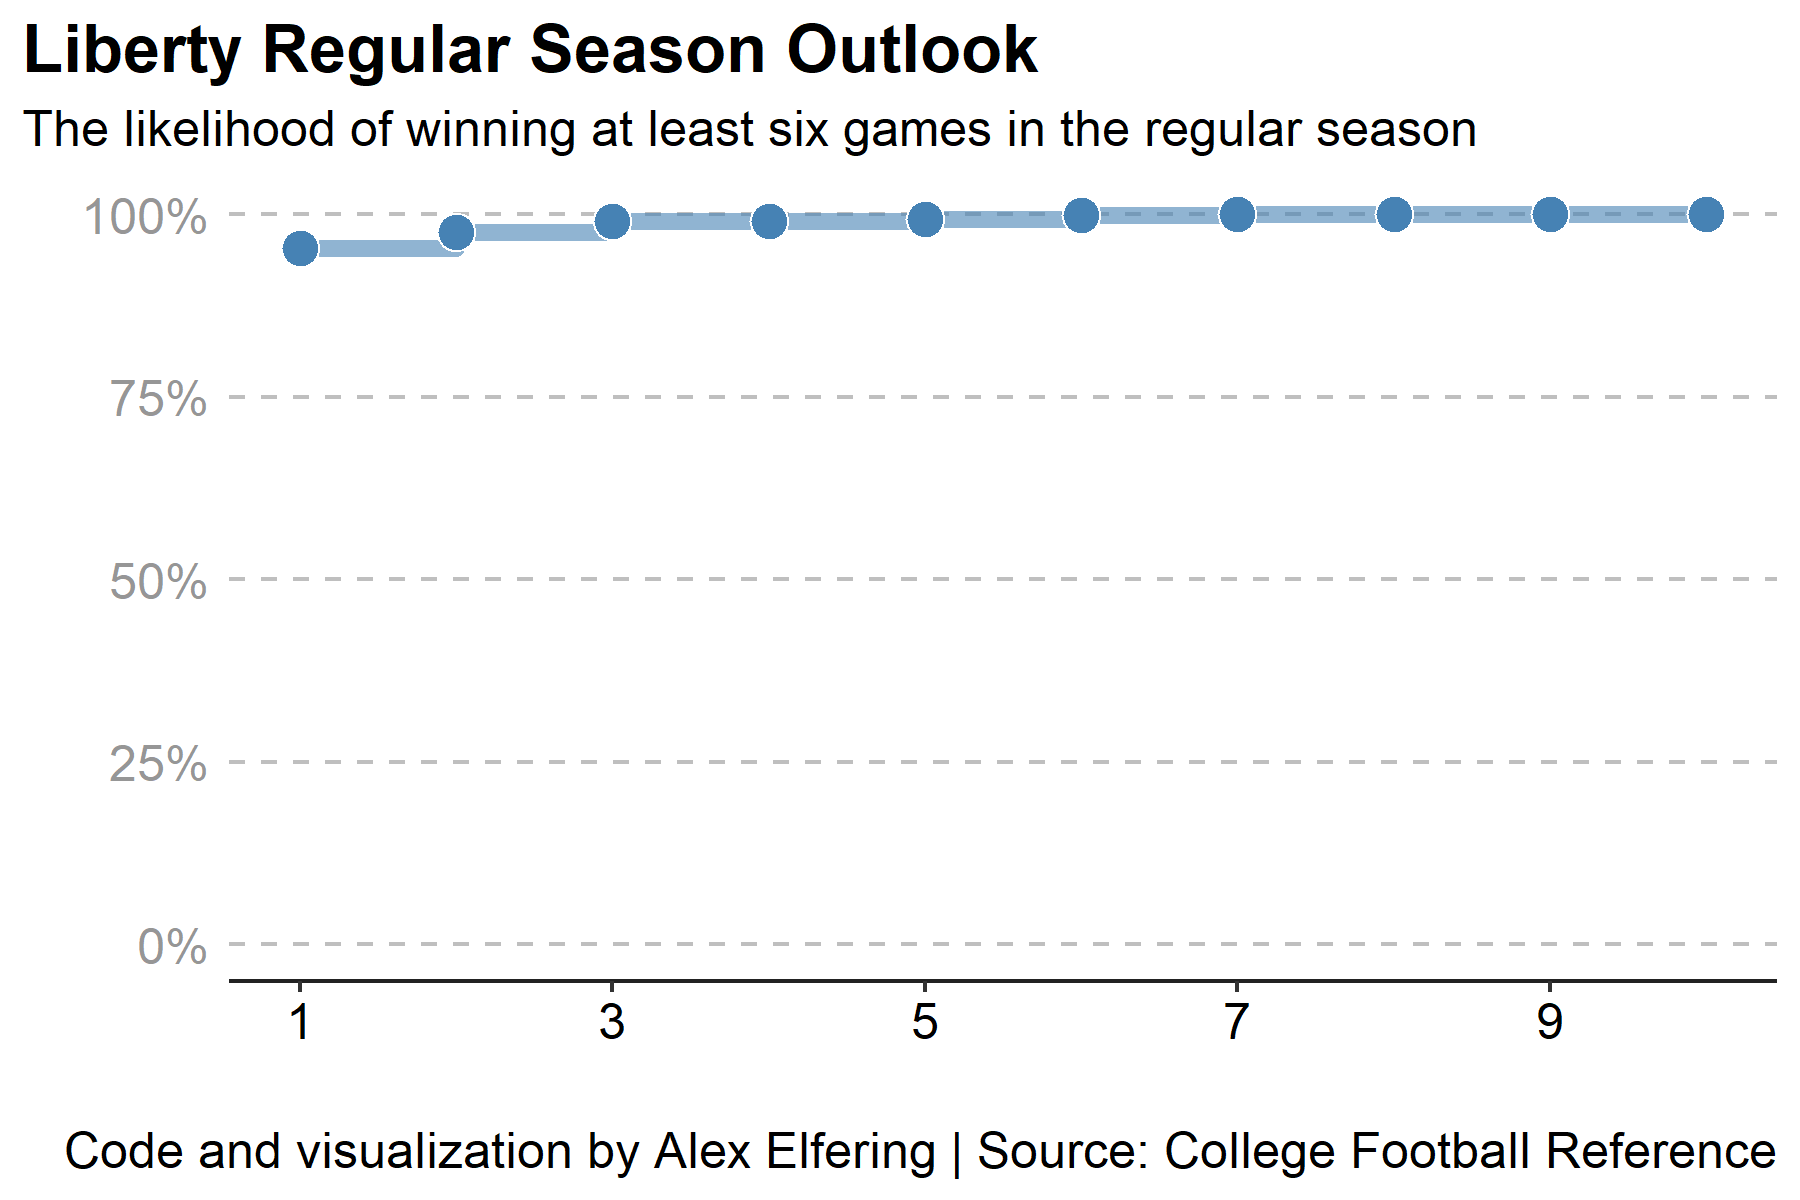 Liberty Regular Season Outlook
The likelihood of winning at least six games in the regular season
100%
75%
50%
25%
0%
1 3 5 7 9
Code and visualization by Alex Elfering | Source: College Football Reference